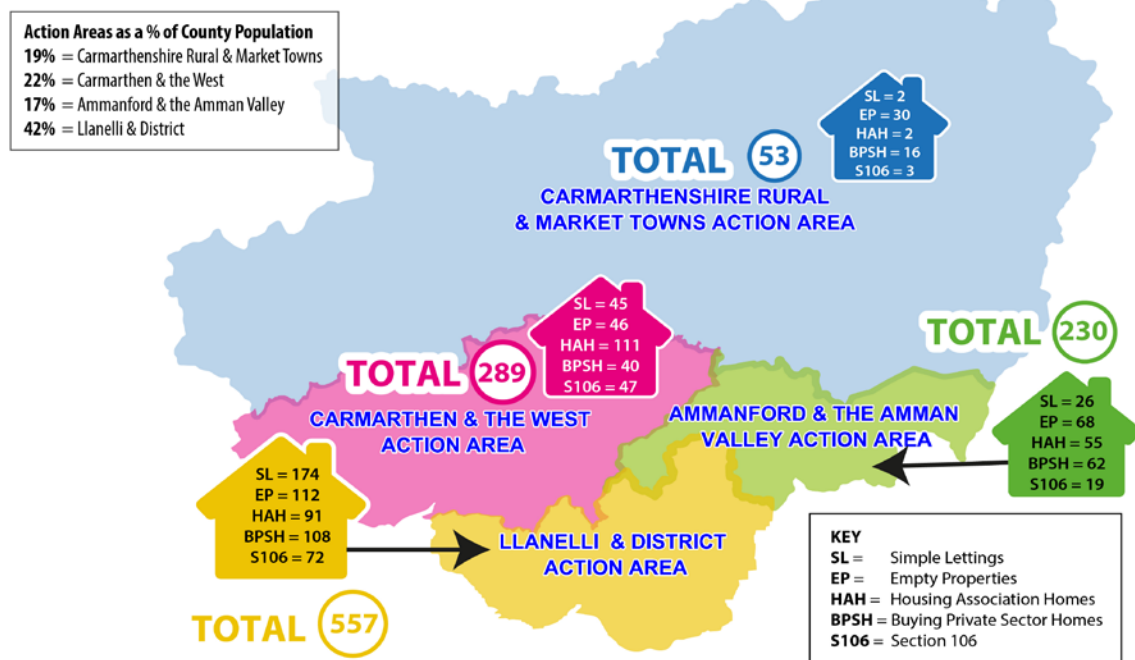 Action Areas as a % of County Population
19% = Carmarthenshire Rural & Market Towns
22% = Carmarthen & the West
17% = Ammanford & the Amman Valley
42% = Llanelli & District
SL = 2
EP = 30
HAH = 2
BPSH = 16
S106 = 3
TOTAL 53
CARMARTHENSHIRE RURAL
& MARKET TOWNS ACTION AREA
SL = 45
EP = 46
HAH = 111
BPSH = 40
S106 = 47
TOTAL 289
CARMARTHEN & THE WEST
ACTION AREA
TOTAL 230
AMMANFORD & THE AMMAN
VALLEY ACTION AREA
SL = 26
EP = 68
HAH = 55
BPSH = 62
S106 = 19
SL = 174
EP = 112
HAH = 91
BPSH = 108
S106 = 72
LLANELLI & DISTRICT
ACTION AREA
TOTAL 557
KEY
SL = Simple Lettings
EP = Empty Properties
HAH = Housing Association Homes
BPSH = Buying Private Sector Homes
S106 = Section 106